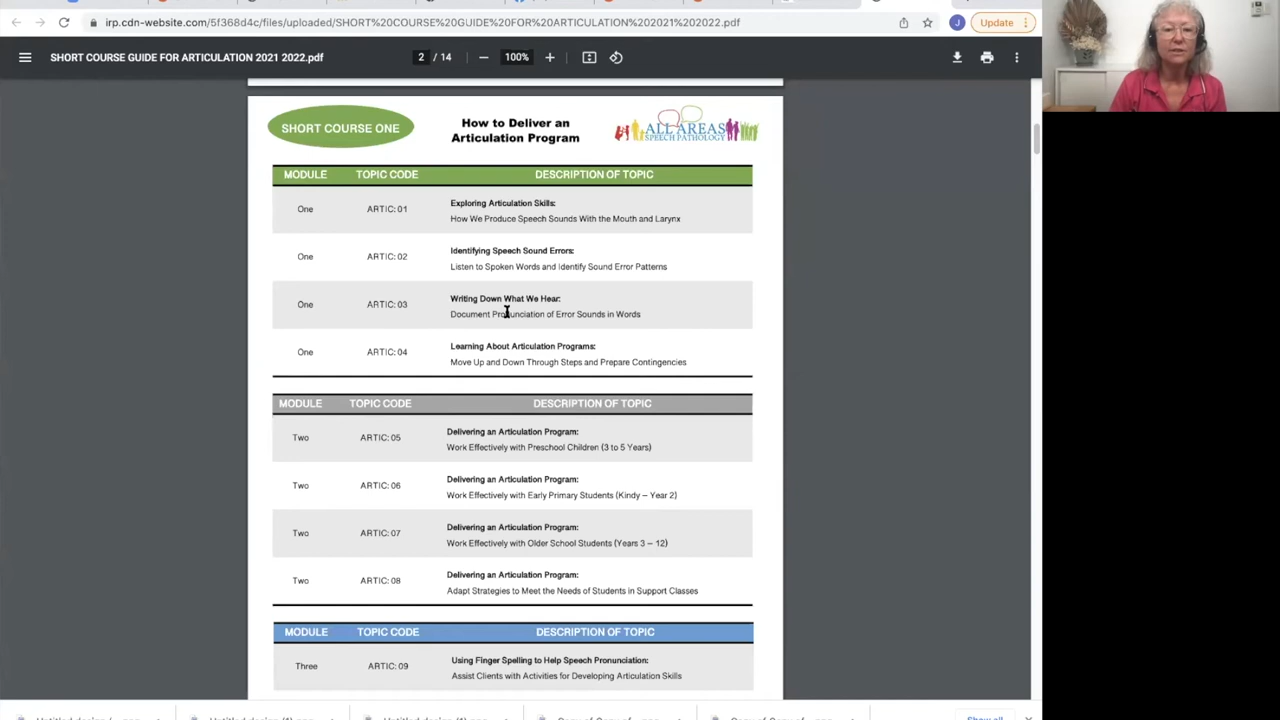 irp.cdn-website.com/5f368d4c/files/uploaded/SHORT%20COURSE%20GUIDE%20FOR%20ARTICULATION%202021%202022.pdf
J
Update
SHORT COURSE GUIDE FOR ARTICULATION 2021 2022.pdf
2 / 14
100%
SHORT COURSE ONE
How to Deliver an
Articulation Program
ALL AREAS
SPEECH PATHOLOGY
MODULE TOPIC CODE DESCRIPTION OF TOPIC
One ARTIC: 01 Exploring Articulation Skills:
How We Produce Speech Sounds With the Mouth and Larynx
One ARTIC: 02 Identifying Speech Sound Errors:
Listen to Spoken Words and Identify Sound Error Patterns
One ARTIC: 03 Writing Down What We Hear:
Document Pronunciation of Error Sounds in Words
One ARTIC: 04 Learning About Articulation Programs:
Move Up and Down Through Steps and Prepare Contingencies
MODULE TOPIC CODE DESCRIPTION OF TOPIC
Two ARTIC: 05 Delivering an Articulation Program:
Work Effectively with Preschool Children (3 to 5 Years)
Two ARTIC: 06 Delivering an Articulation Program:
Work Effectively with Early Primary Students (Kindy – Year 2)
Two ARTIC: 07 Delivering an Articulation Program:
Work Effectively with Older School Students (Years 3 – 12)
Two ARTIC: 08 Delivering an Articulation Program:
Adapt Strategies to Meet the Needs of Students in Support Classes
MODULE TOPIC CODE DESCRIPTION OF TOPIC
Three ARTIC: 09 Using Finger Spelling to Help Speech Pronunciation:
Assist Clients with Activities for Developing Articulation Skills
Show all